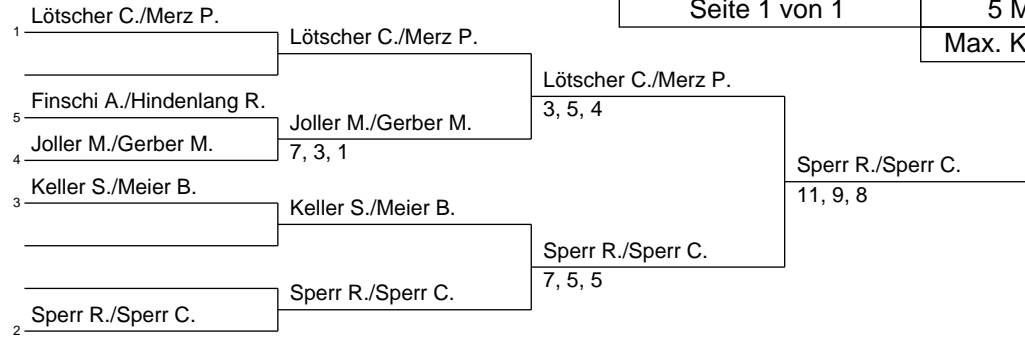 Seite 1 von 1
5 M
Max. K
Lötscher C./Merz P.
1
Lötscher C./Merz P.
Lötscher C./Merz P.
3, 5, 4
Finschi A./Hindenlang R.
5
Joller M./Gerber M.
7, 3, 1
Joller M./Gerber M.
4
Sperr R./Sperr C.
11, 9, 8
Keller S./Meier B.
3
Keller S./Meier B.
Sperr R./Sperr C.
7, 5, 5
Sperr R./Sperr C.
Sperr R./Sperr C.
2